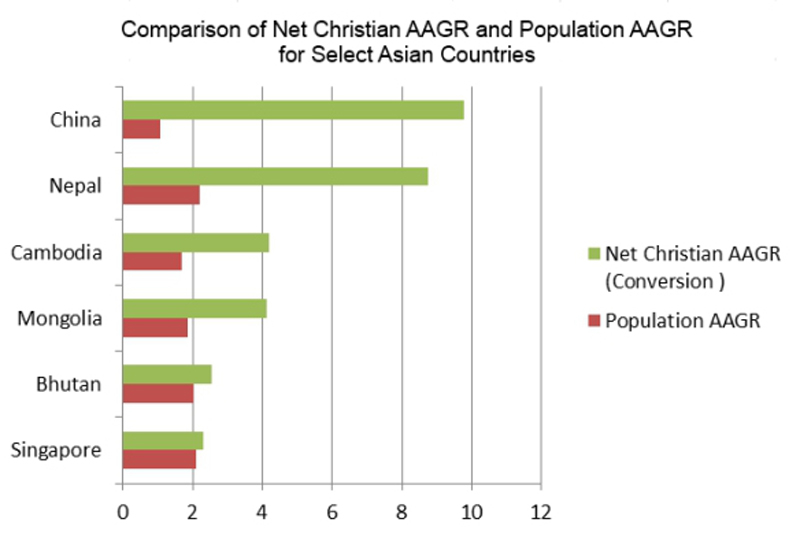 Comparison of Net Christian AAGR and Population AAGR
for Select Asian Countries
China
Nepal
Cambodia
Mongolia
Bhutan
Singapore
0 2 4 6 8 10 12
Net Christian AAGR
(Conversion )
Population AAGR